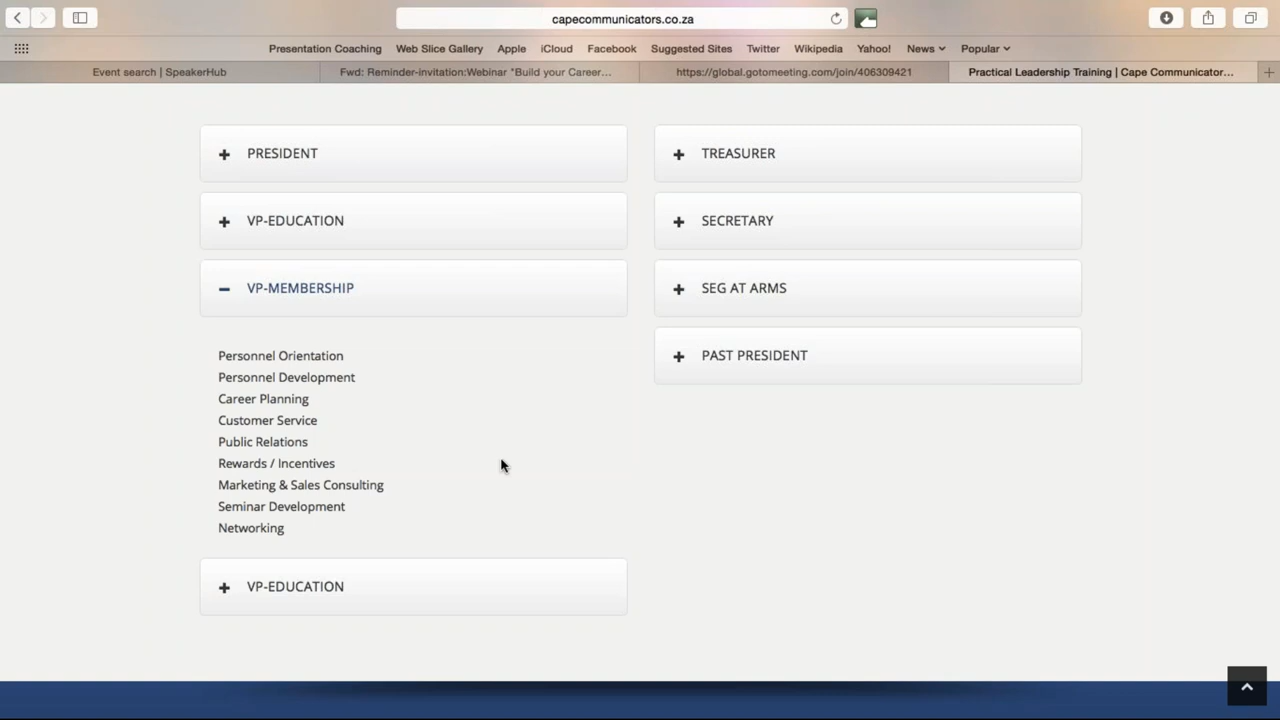 capecommunicators.co.za
Presentation Coaching Web Slice Gallery Apple iCloud Facebook Suggested Sites Twitter Wikipedia Yahoo! News Popular
Event search | SpeakerHub Fwd: Reminder-invitation:Webinar "Build your Career... https://global.gotomeeting.com/join/406309421 Practical Leadership Training | Cape Communicator...
PRESIDENT
VP-EDUCATION
VP-MEMBERSHIP
Personnel Orientation
Personnel Development
Career Planning
Customer Service
Public Relations
Rewards / Incentives
Marketing & Sales Consulting
Seminar Development
Networking
VP-EDUCATION
TREASURER
SECRETARY
SEG AT ARMS
PAST PRESIDENT